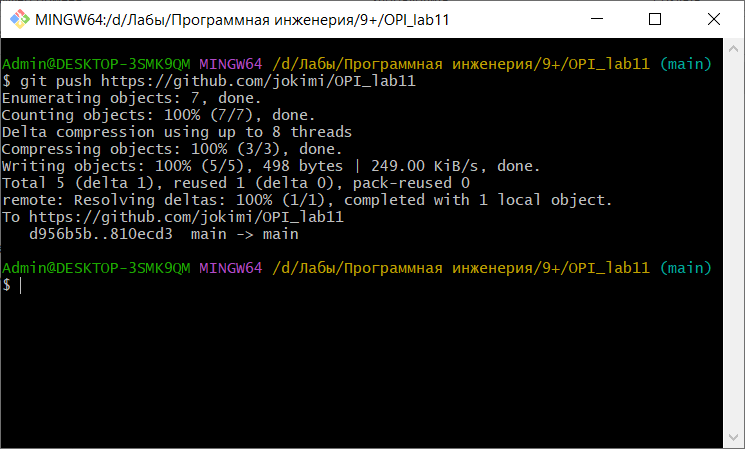 MINGW64:/d/Лабы/Программная инженерия/9+/OPI_lab11
Admin@DESKTOP-3SMK9QM MINGW64 /d/Лабы/Программная инженерия/9+/OPI_lab11 (main)
$ git push https://github.com/jokimi/OPI_lab11
Enumerating objects: 7, done.
Counting objects: 100% (7/7), done.
Delta compression using up to 8 threads
Compressing objects: 100% (3/3), done.
Writing objects: 100% (5/5), 498 bytes | 249.00 KiB/s, done.
Total 5 (delta 1), reused 1 (delta 0), pack-reused 0
remote: Resolving deltas: 100% (1/1), completed with 1 local object.
To https://github.com/jokimi/OPI_lab11
   d956b5b..810ecd3  main -> main
Admin@DESKTOP-3SMK9QM MINGW64 /d/Лабы/Программная инженерия/9+/OPI_lab11 (main)
$